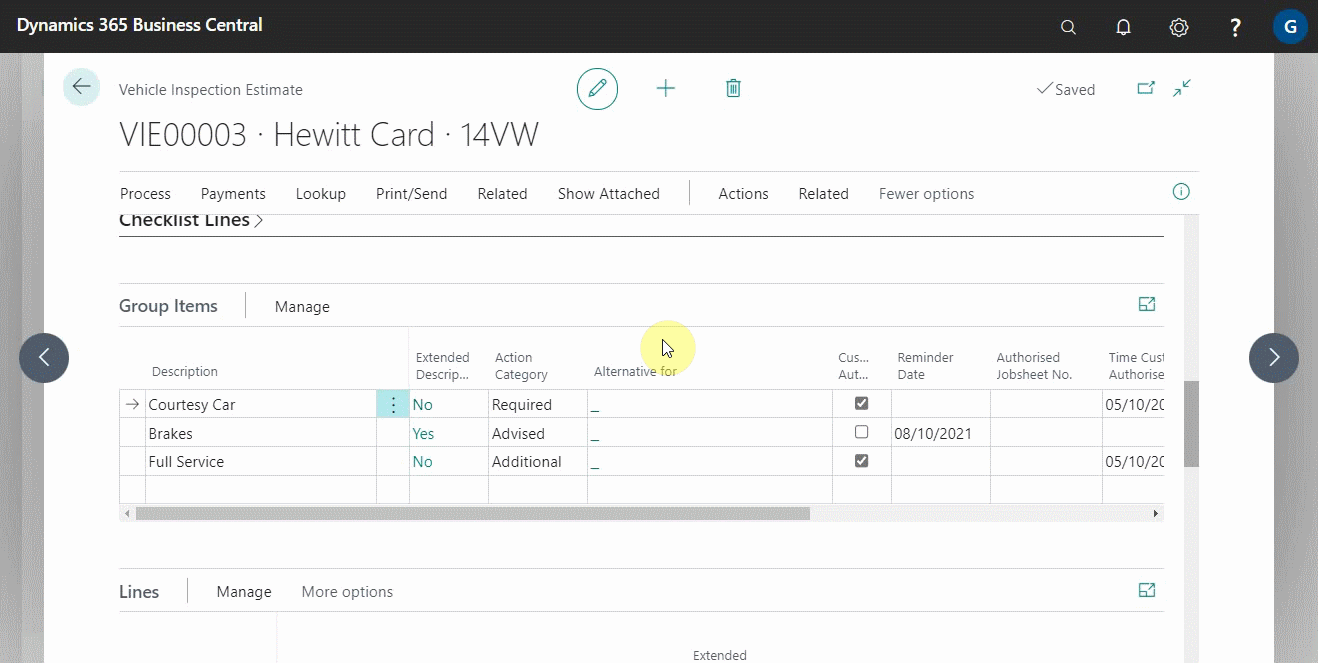 Dynamics 365 Business Central
? G
Vehicle Inspection Estimate
Saved
VIE00003 · Hewitt Card · 14VW
Process Payments Lookup Print/Send Related Show Attached Actions Related Fewer options
Checklist Lines
Group Items Manage
Description Extended Descrip... Action Category Alternative for Cus... Aut... Reminder Date Authorised Jobsheet No. Time Cust Authorise
Courtesy Car No Required _ 05/10/20
Brakes Yes Advised _ 08/10/2021
Full Service No Additional _ 05/10/20
Lines Manage More options
Extended